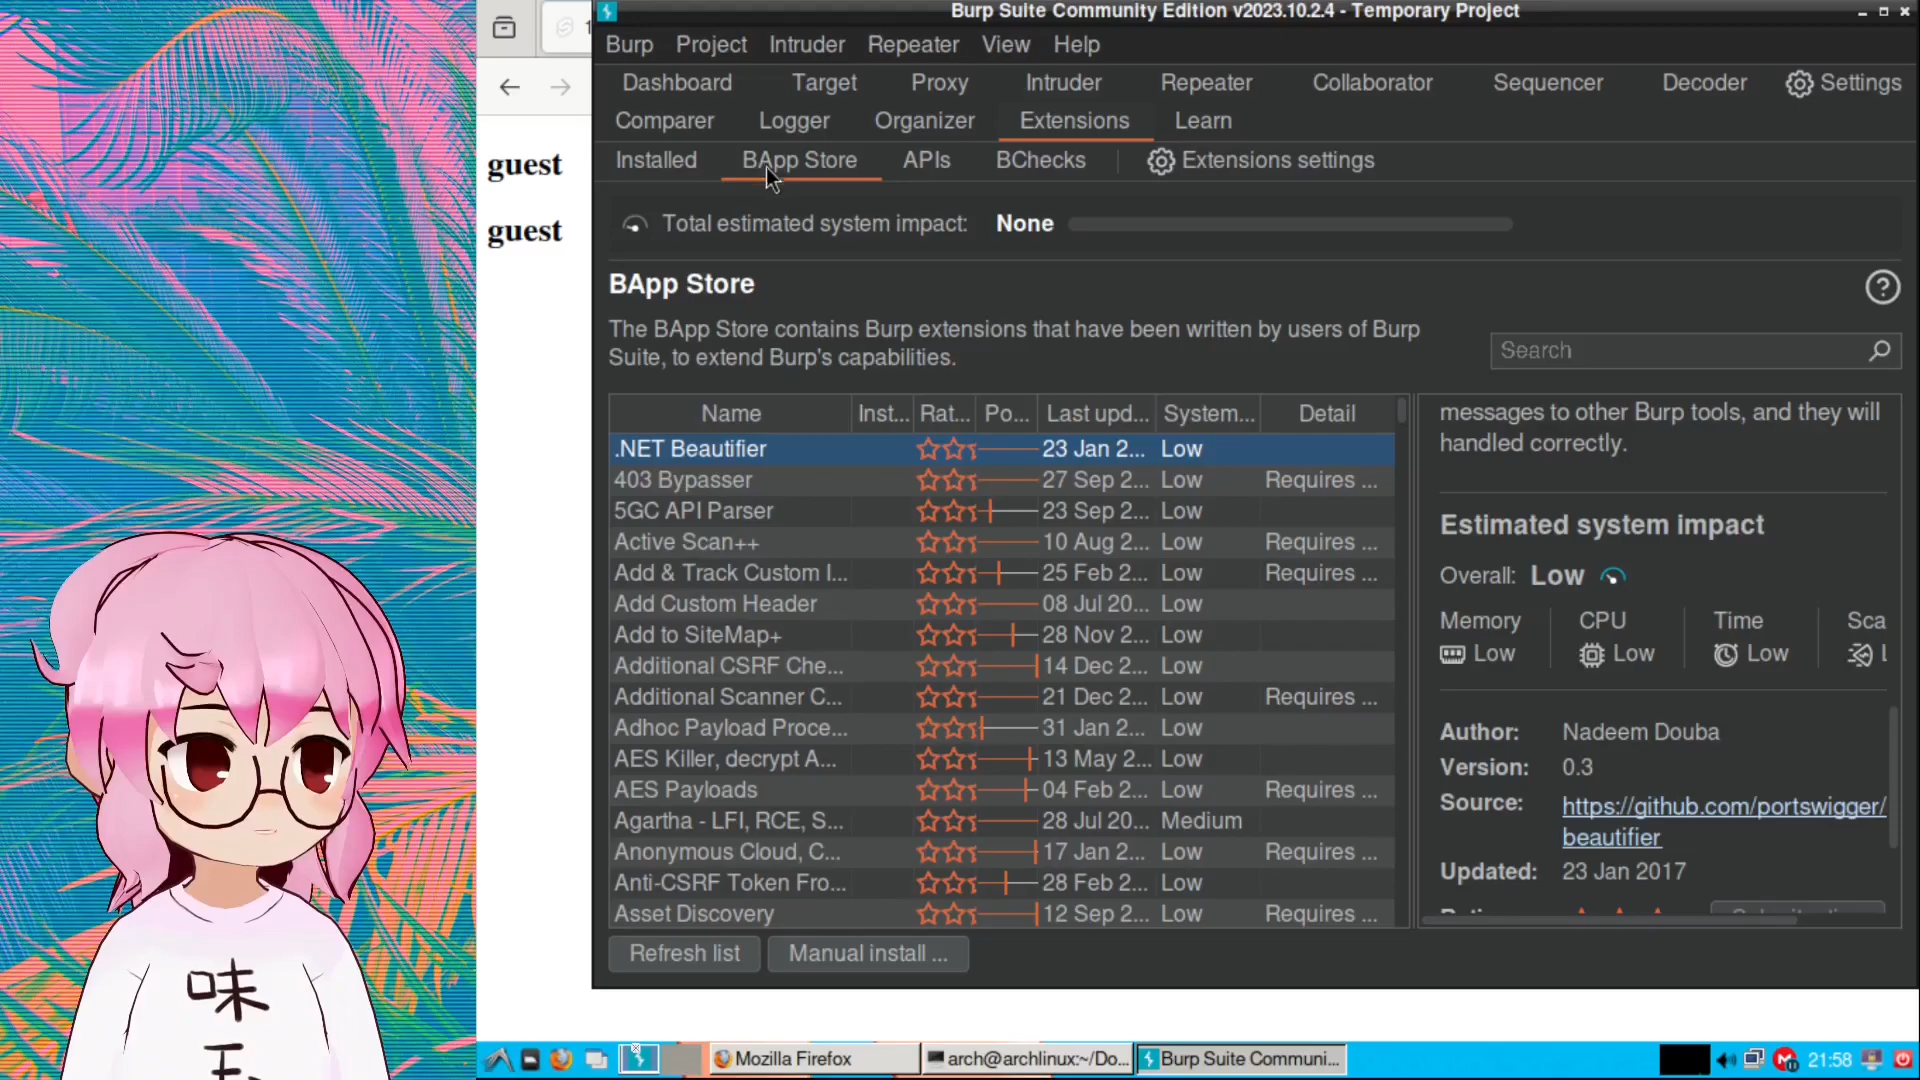 Burp Suite Community Edition v2023.10.2.4 - Temporary Project
Burp Project Intruder Repeater View Help
Dashboard Target Proxy Intruder Repeater Collaborator Sequencer Decoder Settings
Comparer Logger Organizer Extensions Learn
Installed BApp Store APIs BChecks Extensions settings
guest
guest
Total estimated system impact: None
BApp Store
The BApp Store contains Burp extensions that have been written by users of Burp
Suite, to extend Burp's capabilities.
Search
Name Inst... Rat... Po... Last upd... System... Detail
.NET Beautifier 23 Jan 2... Low
403 Bypasser 27 Sep 2... Low Requires ...
5GC API Parser 23 Sep 2... Low
Active Scan++ 10 Aug 2... Low Requires ...
Add & Track Custom I... 25 Feb 2... Low Requires ...
Add Custom Header 08 Jul 20... Low
Add to SiteMap+ 28 Nov 2... Low
Additional CSRF Che... 14 Dec 2... Low
Additional Scanner C... 21 Dec 2... Low Requires ...
Adhoc Payload Proce... 31 Jan 2... Low
AES Killer, decrypt A... 13 May 2... Low
AES Payloads 04 Feb 2... Low Requires ...
Agartha - LFI, RCE, S... 28 Jul 20... Medium
Anonymous Cloud, C... 17 Jan 2... Low Requires ...
Anti-CSRF Token Fro... 28 Feb 2... Low
Asset Discovery 12 Sep 2... Low Requires ...
messages to other Burp tools, and they will
handled correctly.
Estimated system impact
Overall: Low
Memory CPU Time Sca
Low Low Low L
Author: Nadeem Douba
Version: 0.3
Source: https://github.com/portswigger/
beautifier
Updated: 23 Jan 2017
Refresh list Manual install ...
味
Mozilla Firefox arch@archlinux:~/Do... Burp Suite Communi... 21:58